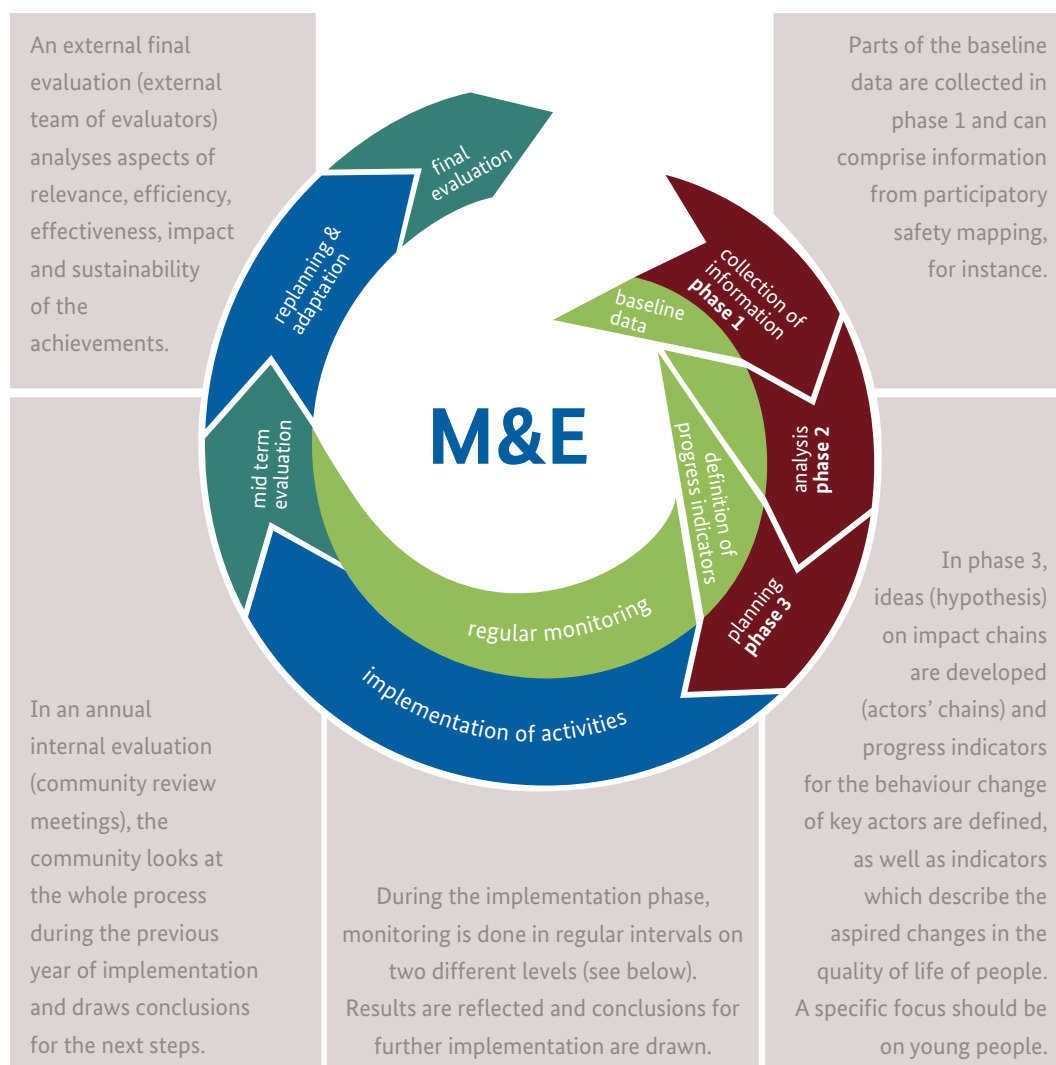 An external final
evaluation (external
team of evaluators)
analyses aspects of
relevance, efficiency,
effectiveness, impact
and sustainability
of the
achievements.
Parts of the baseline
data are collected in
phase 1 and can
comprise information
from participatory
safety mapping,
for instance.
final
evaluation
replanning &
adaptation
mid term
evaluation
M&E
baseline
data
collection of
information
phase 1
analysis
phase 2
definition of
progress indicators
planning
phase 3
regular monitoring
implementation of activities
In an annual
internal evaluation
(community review
meetings), the
community looks at
the whole process
during the previous
year of implementation
and draws conclusions
for the next steps.
During the implementation phase,
monitoring is done in regular intervals on
two different levels (see below).
Results are reflected and conclusions for
further implementation are drawn.
In phase 3,
ideas (hypothesis)
on impact chains
are developed
(actors’ chains) and
progress indicators
for the behaviour change
of key actors are defined,
as well as indicators
which describe the
aspired changes in the
quality of life of people.
A specific focus should be
on young people.